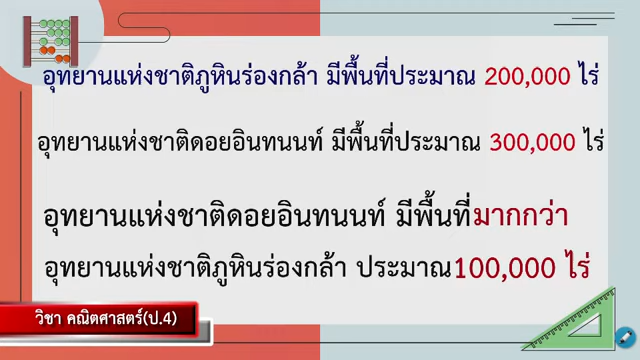 อุทยานแห่งชาติภูหินร่องกล้า มีพื้นที่ประมาณ 200,000 ไร่
อุทยานแห่งชาติดอยอินทนนท์ มีพื้นที่ประมาณ 300,000 ไร่
อุทยานแห่งชาติดอยอินทนนท์ มีพื้นที่มากกว่า
อุทยานแห่งชาติภูหินร่องกล้า ประมาณ100,000 ไร่
วิชา คณิตศาสตร์(ป.4)